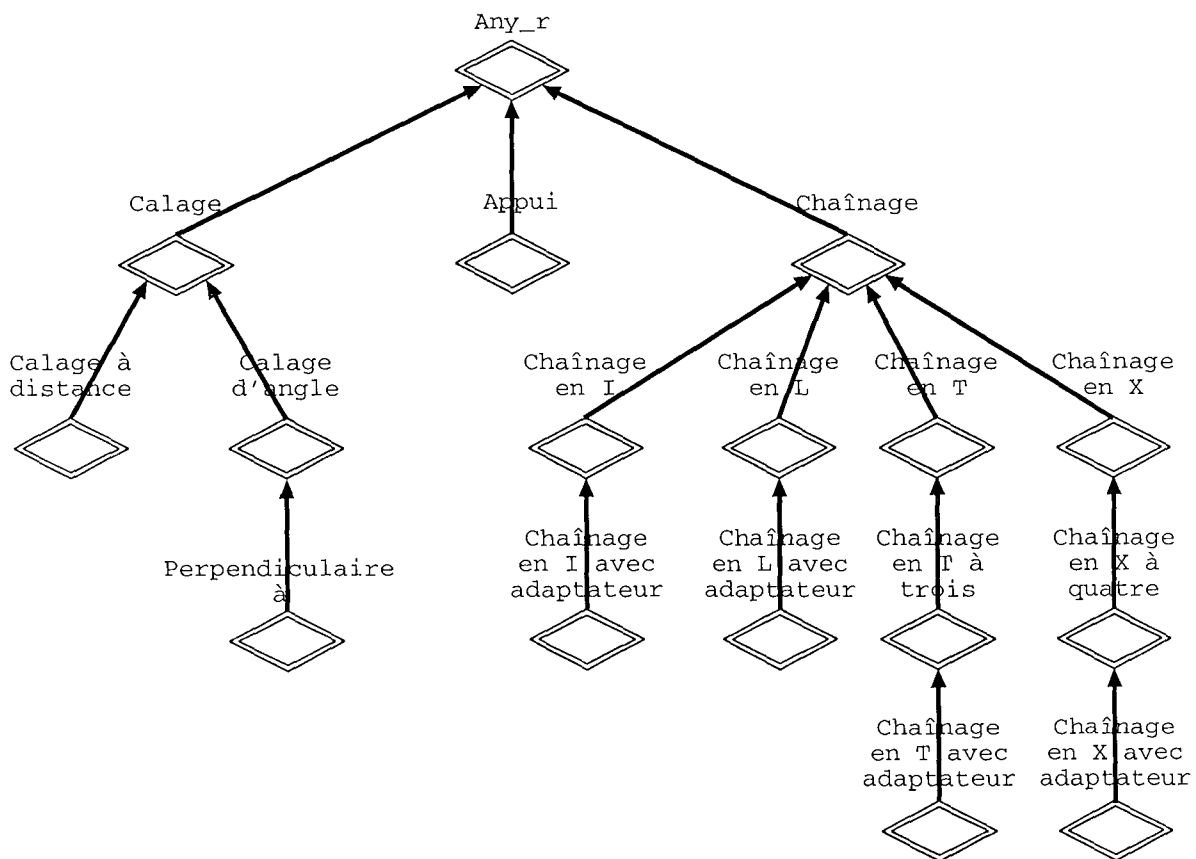 Any_r
Calage
Appui
Chaînage
Calage à
distance
Calage
d'angle
Chaînage
en I
Chaînage
en L
Chaînage
en T
Chaînage
en X
Perpendiculaire
à
Chaînage
en I avec
adaptateur
Chaînage
en L avec
adaptateur
Chaînage
en T à
trois
Chaînage
en X à
quatre
Chaînage
en T avec
adaptateur
Chaînage
en X avec
adaptateur